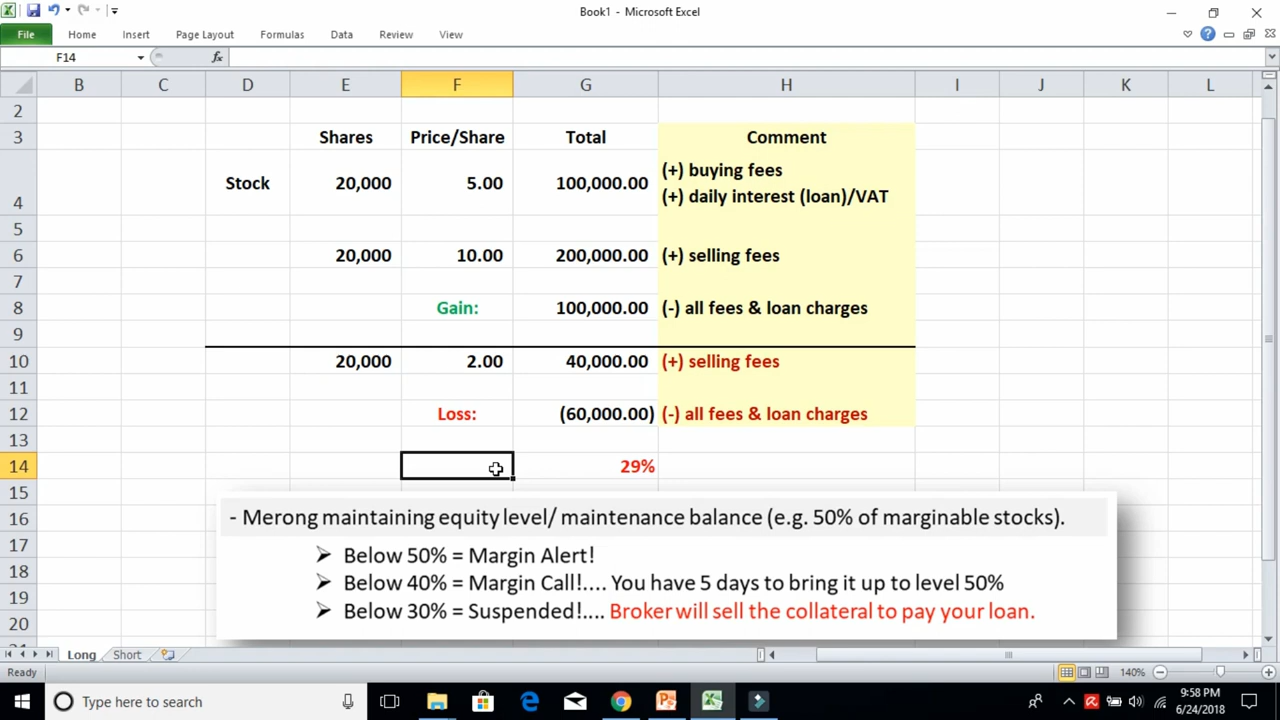 Book1 - Microsoft Excel
File Home Insert Page Layout Formulas Data Review View
F14 fx
B C D E F G H I J K L
2
3 Shares Price/Share Total Comment
(+) buying fees
4 Stock 20,000 5.00 100,000.00
(+) daily interest (loan)/VAT
5
6 20,000 10.00 200,000.00 (+) selling fees
7
8 Gain: 100,000.00 (-) all fees & loan charges
9
10 20,000 2.00 40,000.00 (+) selling fees
11
12 Loss: (60,000.00) (-) all fees & loan charges
13
14 29%
15
16 - Merong maintaining equity level/ maintenance balance (e.g. 50% of marginable stocks).
17 Below 50% = Margin Alert!
18 Below 40% = Margin Call!.... You have 5 days to bring it up to level 50%
19 Below 30% = Suspended!.... Broker will sell the collateral to pay your loan.
20
Long Short
Ready 140%
Type here to search
9:58 PM
6/24/2018